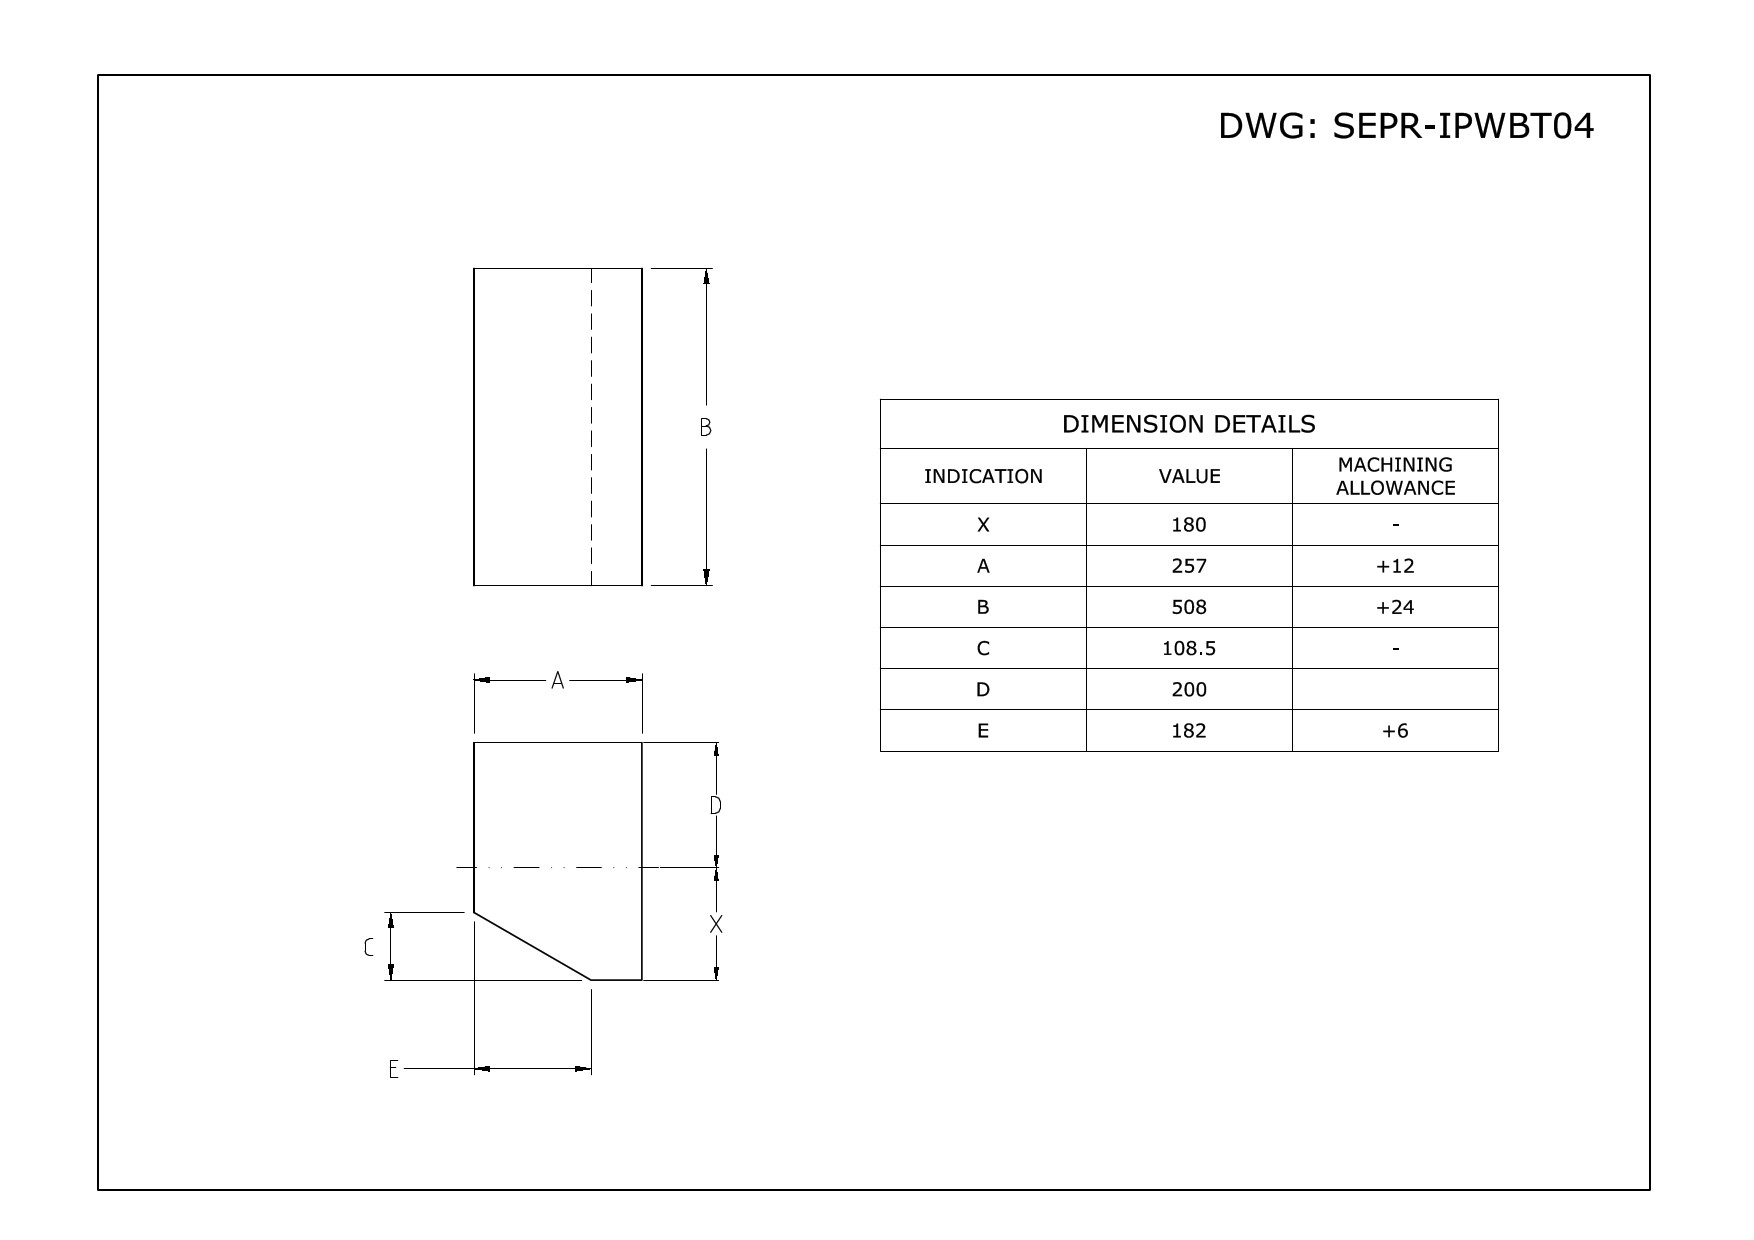 DWG: SEPR-IPWBT04
B
A
D
X
C
E
DIMENSION DETAILS
INDICATION VALUE MACHINING ALLOWANCE
X 180 -
A 257 +12
B 508 +24
C 108.5 -
D 200
E 182 +6